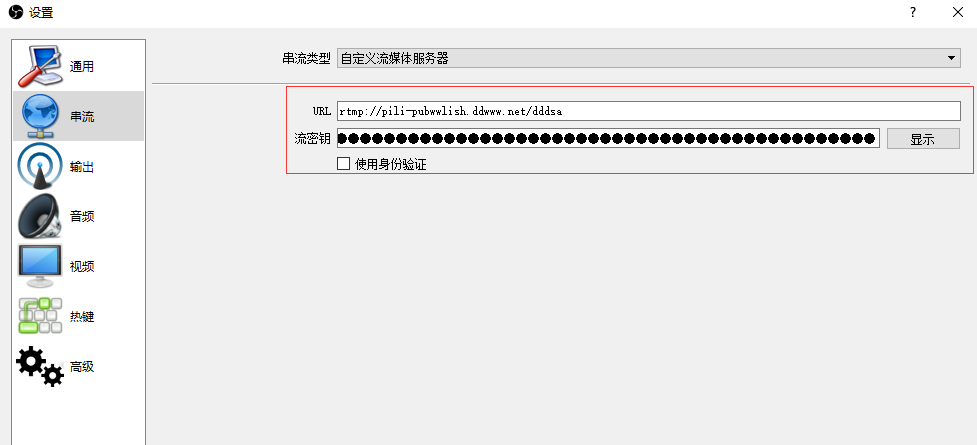 设置
通用
串流
输出
音频
视频
热键
高级
串流类型 自定义流媒体服务器
URL rtmp://pili-pubwwlish.ddwww.net/dddsa
流密钥 ●●●●●●●●●●●●●●●●●●●●●●●●●●●●●●●●●●●●●●●●●●●●● 显示
使用身份验证